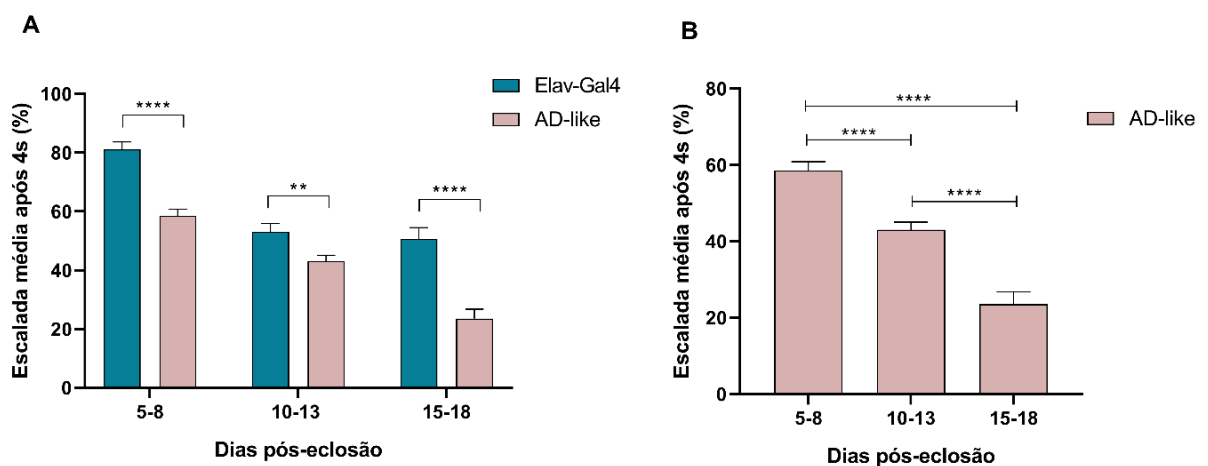 A
Elav-Gal4
AD-like
Escalada média após 4s (%)
100
80
60
40
20
0
****
**
****
5-8
10-13
15-18
Dias pós-eclosão
B
AD-like
Escalada média após 4s (%)
80
60
40
20
0
****
****
****
5-8
10-13
15-18
Dias pós-eclosão